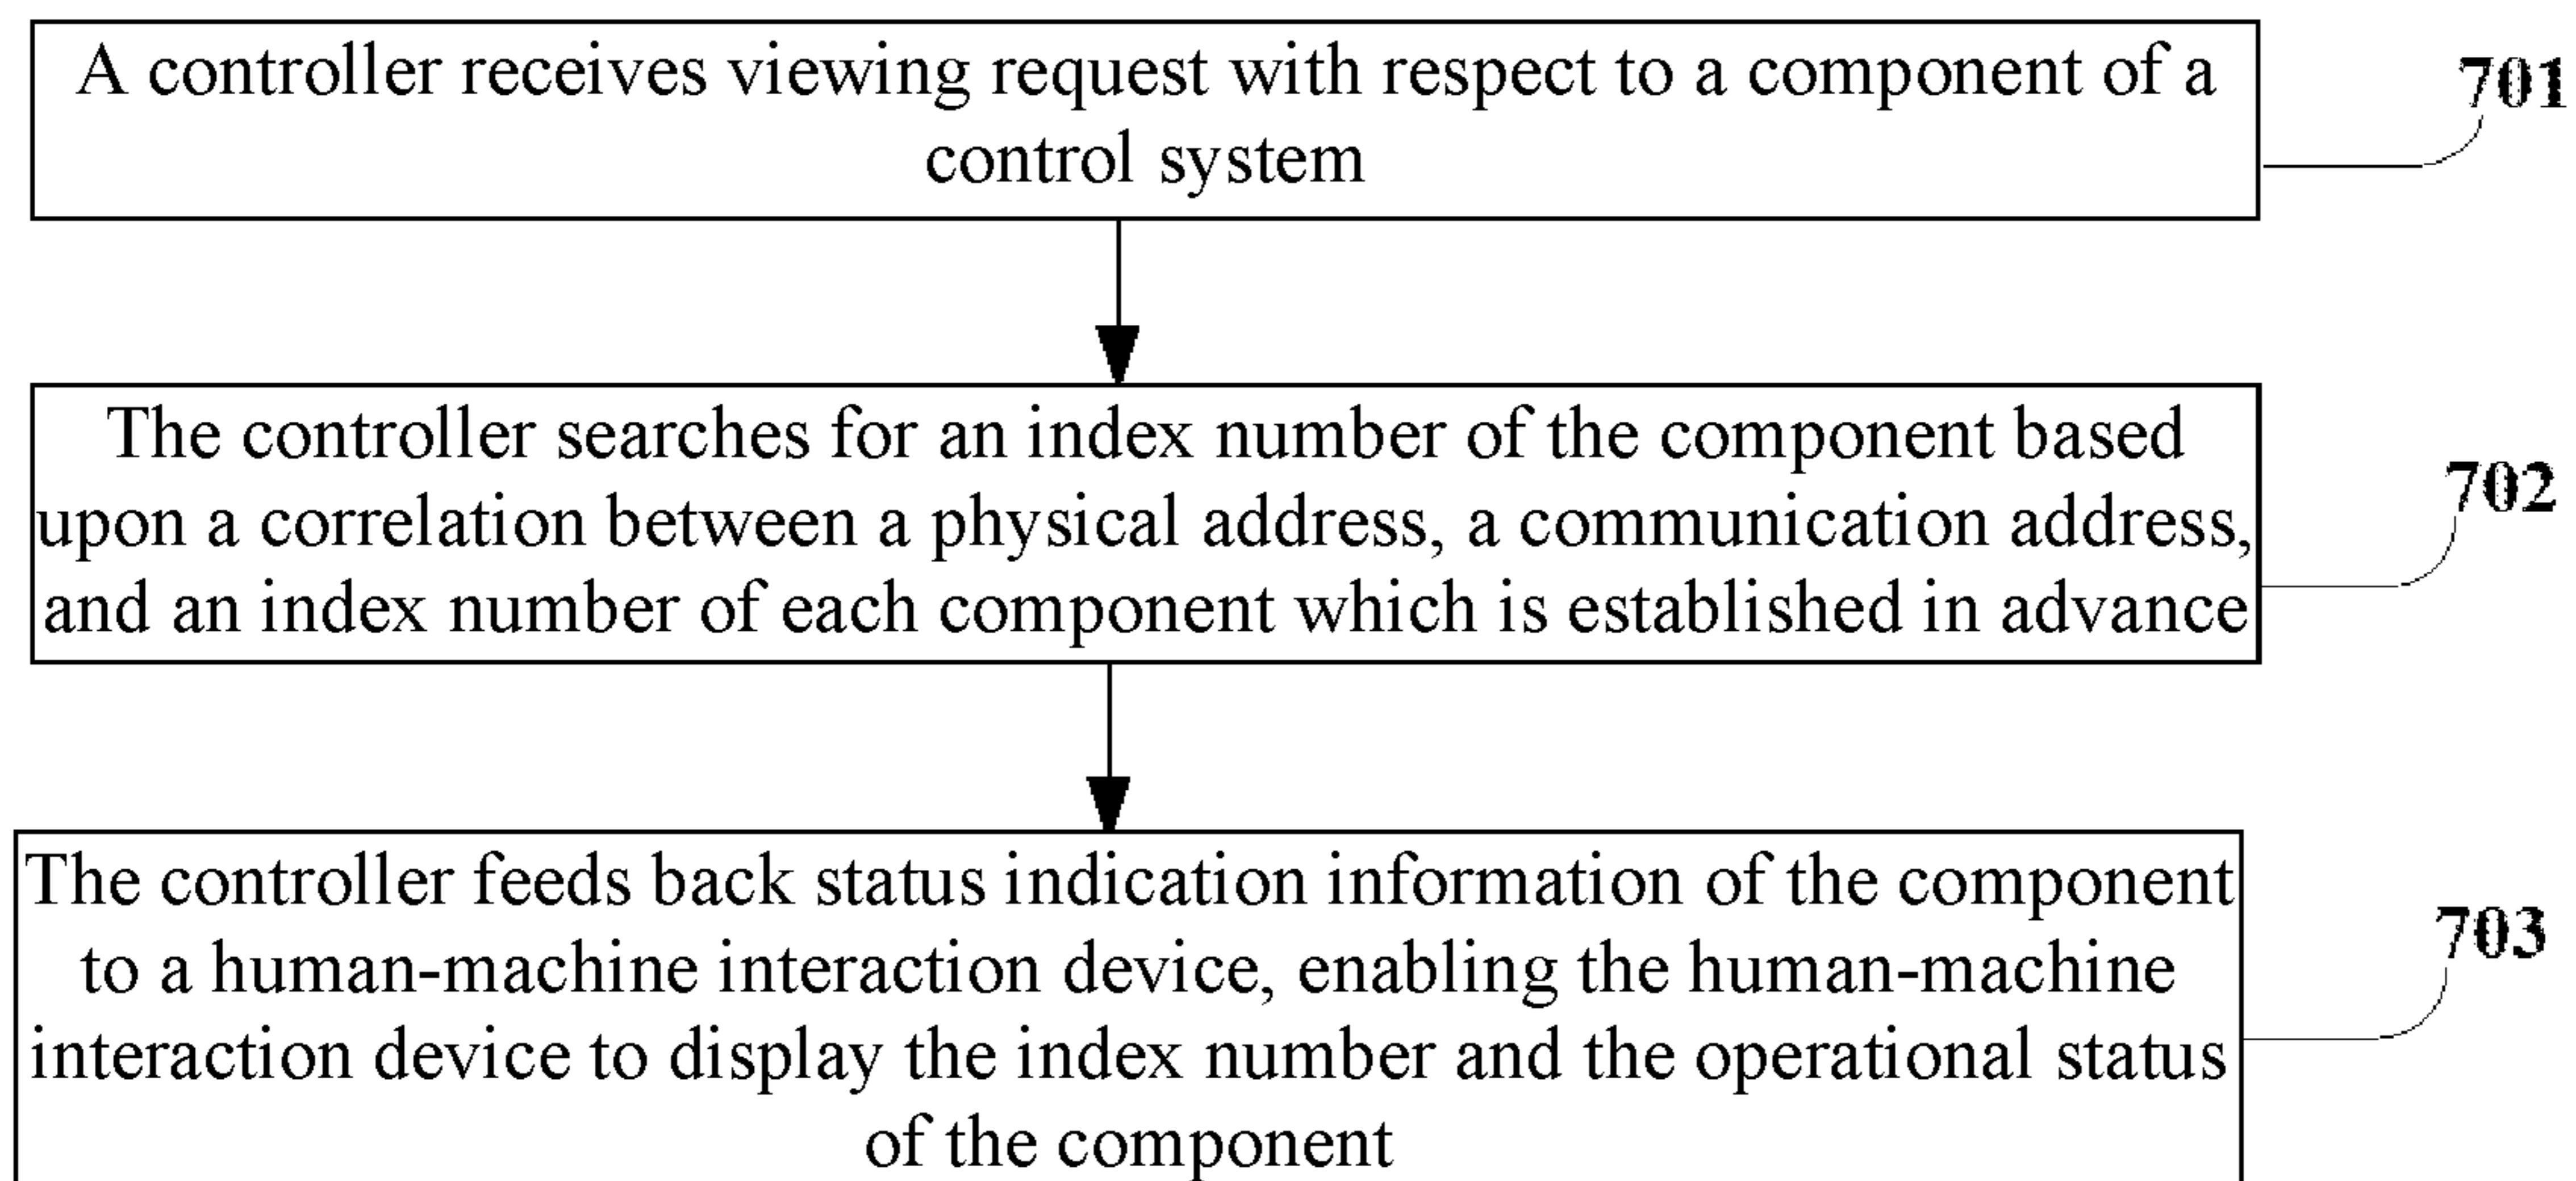 A controller receives viewing request with respect to a component of a
control system
701
The controller searches for an index number of the component based
upon a correlation between a physical address, a communication address,
and an index number of each component which is established in advance
702
The controller feeds back status indication information of the component
to a human-machine interaction device, enabling the human-machine
interaction device to display the index number and the operational status
of the component
703